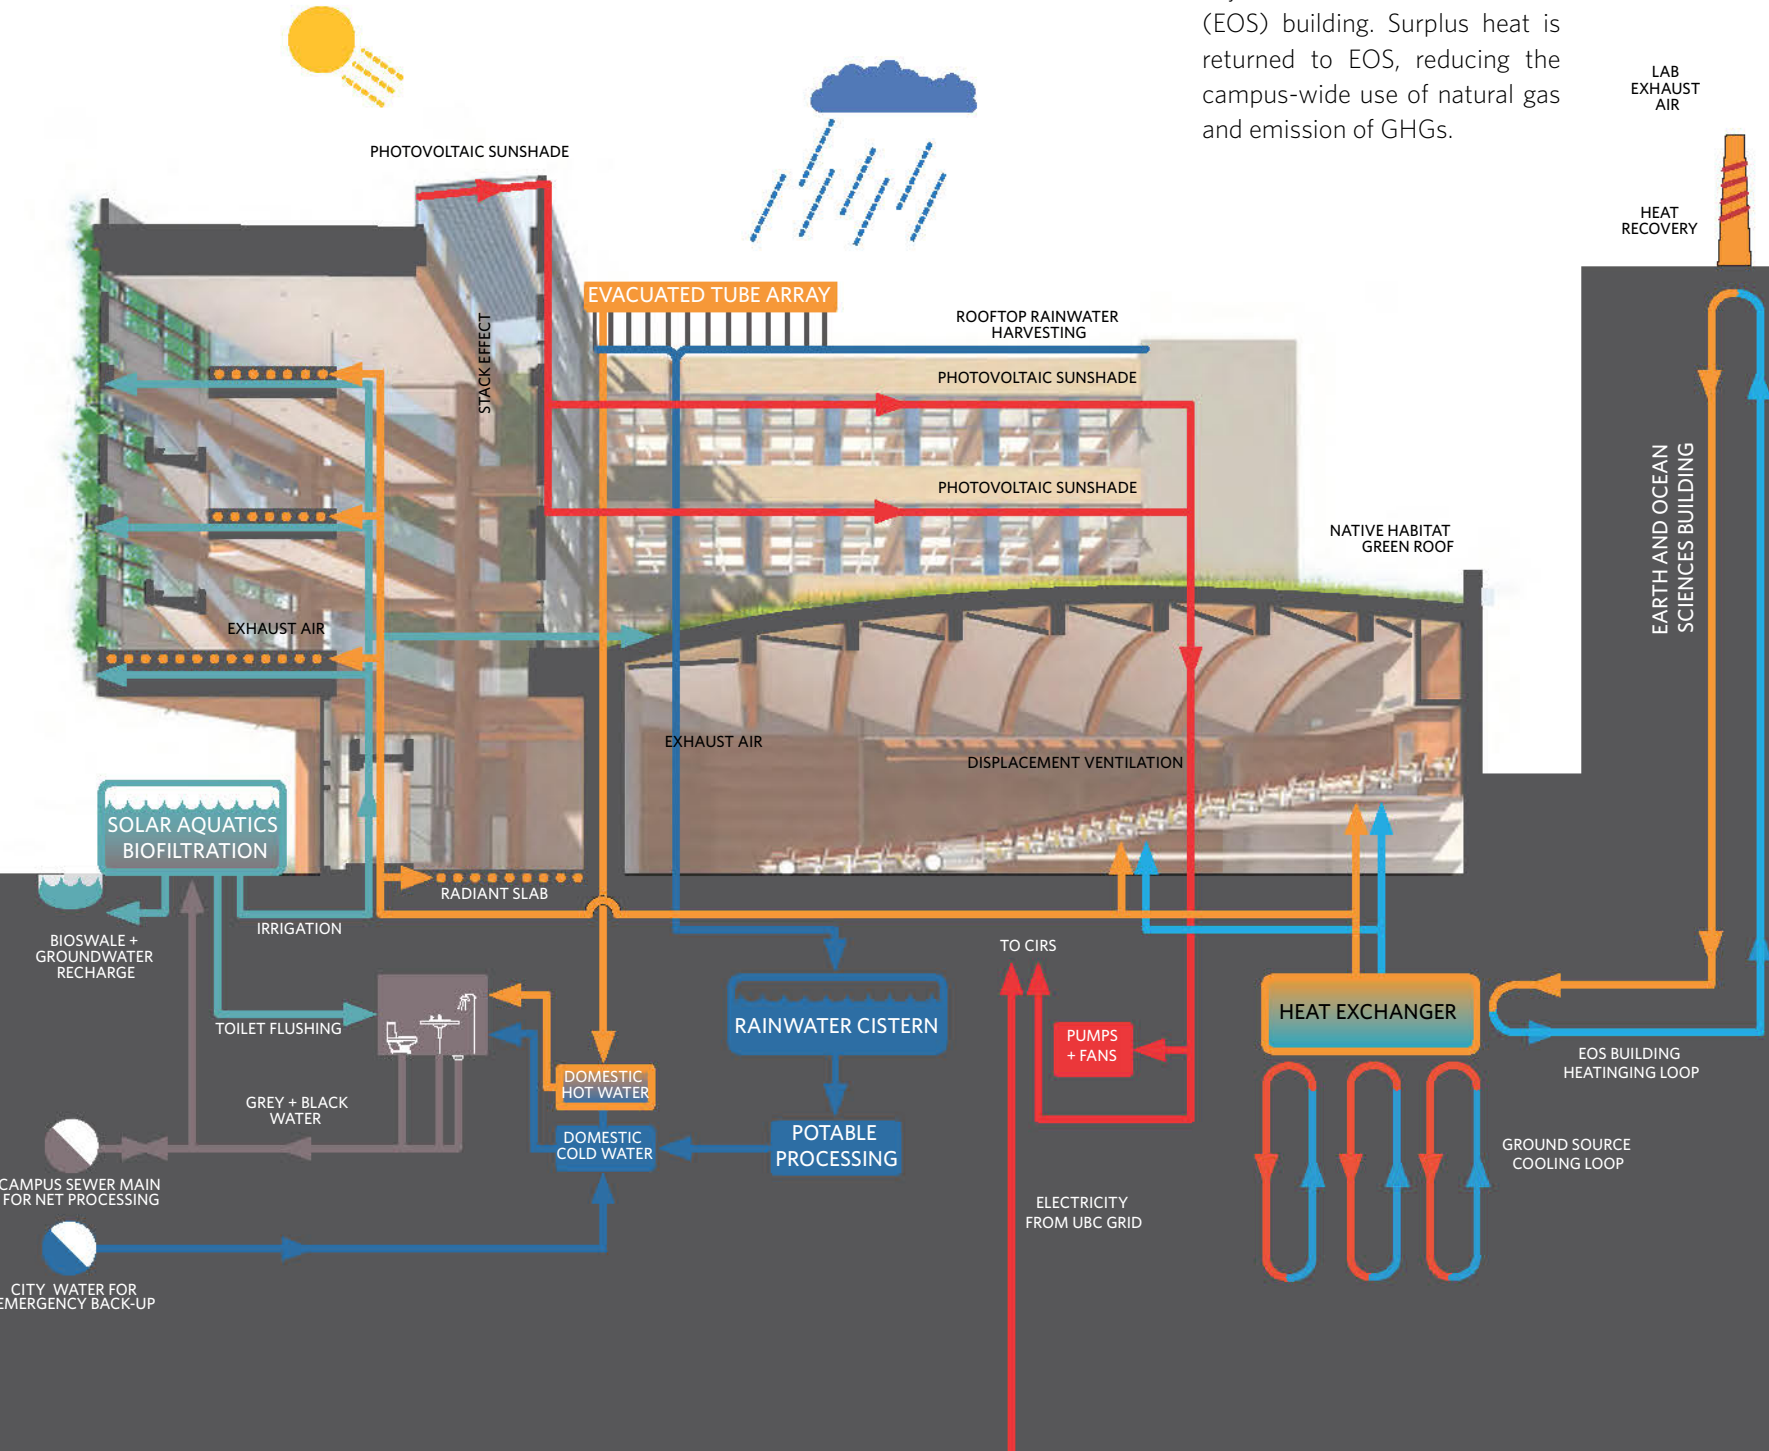 (EOS) building. Surplus heat is
returned to EOS, reducing the
campus-wide use of natural gas
and emission of GHGs.
LAB
EXHAUST
AIR
HEAT
RECOVERY
PHOTOVOLTAIC SUNSHADE
EVACUATED TUBE ARRAY
ROOFTOP RAINWATER
HARVESTING
STACK EFFECT
PHOTOVOLTAIC SUNSHADE
PHOTOVOLTAIC SUNSHADE
NATIVE HABITAT
GREEN ROOF
EARTH AND OCEAN
SCIENCES BUILDING
EXHAUST AIR
EXHAUST AIR
DISPLACEMENT VENTILATION
SOLAR AQUATICS
BIOFILTRATION
RADIANT SLAB
IRRIGATION
BIOSWALE +
GROUNDWATER
RECHARGE
TO CIRS
TOILET FLUSHING
RAINWATER CISTERN
HEAT EXCHANGER
PUMPS
+ FANS
EOS BUILDING
HEATINGING LOOP
DOMESTIC
HOT WATER
GREY + BLACK
WATER
DOMESTIC
COLD WATER
POTABLE
PROCESSING
GROUND SOURCE
COOLING LOOP
CAMPUS SEWER MAIN
FOR NET PROCESSING
ELECTRICITY
FROM UBC GRID
CITY WATER FOR
EMERGENCY BACK-UP